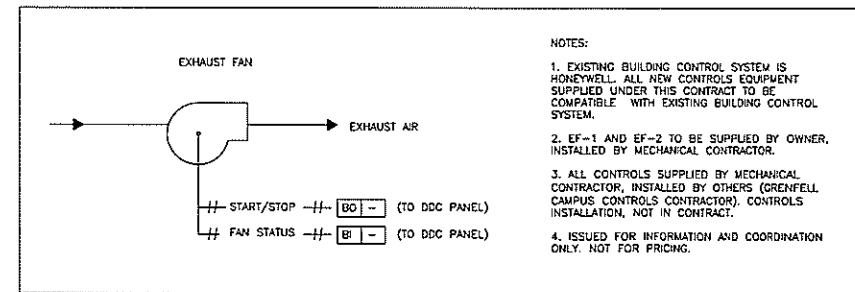 EXHAUST FAN
EXHAUST AIR
START/STOP BO - (TO DDC PANEL)
FAN STATUS BI - (TO DDC PANEL)
NOTES:
1. EXISTING BUILDING CONTROL SYSTEM IS
HONEYWELL. ALL NEW CONTROLS EQUIPMENT
SUPPLIED UNDER THIS CONTRACT TO BE
COMPATIBLE WITH EXISTING BUILDING CONTROL
SYSTEM.
2. EF-1 AND EF-2 TO BE SUPPLIED BY OWNER,
INSTALLED BY MECHANICAL CONTRACTOR.
3. ALL CONTROLS SUPPLIED BY MECHANICAL
CONTRACTOR, INSTALLED BY OTHERS (GRENFELL
CAMPUS CONTROLS CONTRACTOR). CONTROLS
INSTALLATION, NOT IN CONTRACT.
4. ISSUED FOR INFORMATION AND COORDINATION
ONLY. NOT FOR PRICING.